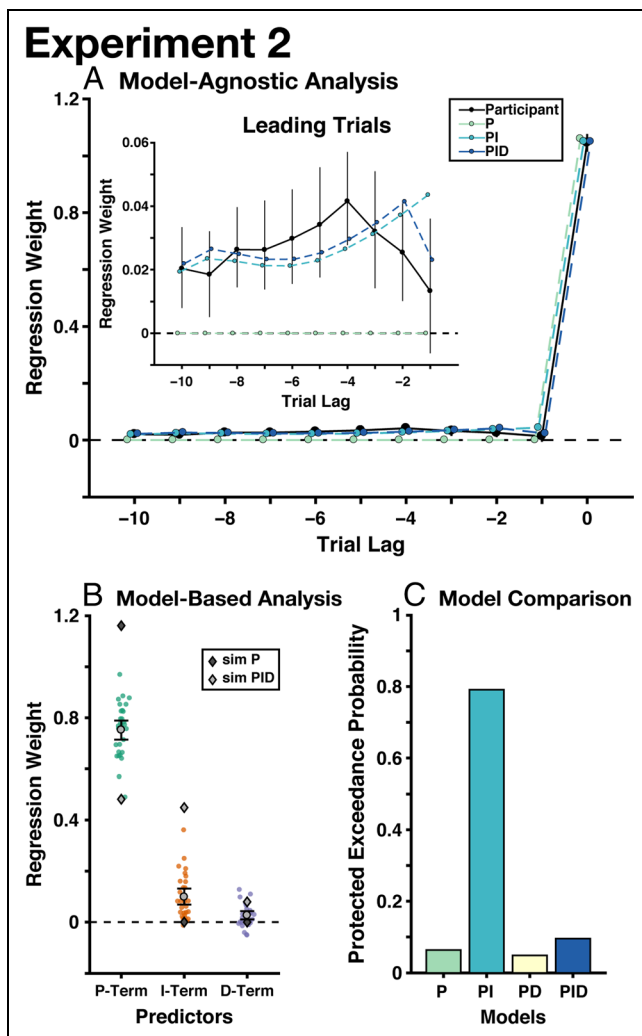 Experiment 2
A Model-Agnostic Analysis
1.2
0.8
0.4
0
Regression Weight
Participant
P
PI
PID
Leading Trials
0.06
0.04
0.02
0
Regression Weight
−10 −8 −6 −4 −2
Trial Lag
−10 −8 −6 −4 −2 0
Trial Lag
B Model-Based Analysis
1.2
0.8
0.4
0
Regression Weight
sim P
sim PID
P-Term I-Term D-Term
Predictors
C Model Comparison
1
0.8
0.6
0.4
0.2
0
Protected Exceedance Probability
P PI PD PID
Models